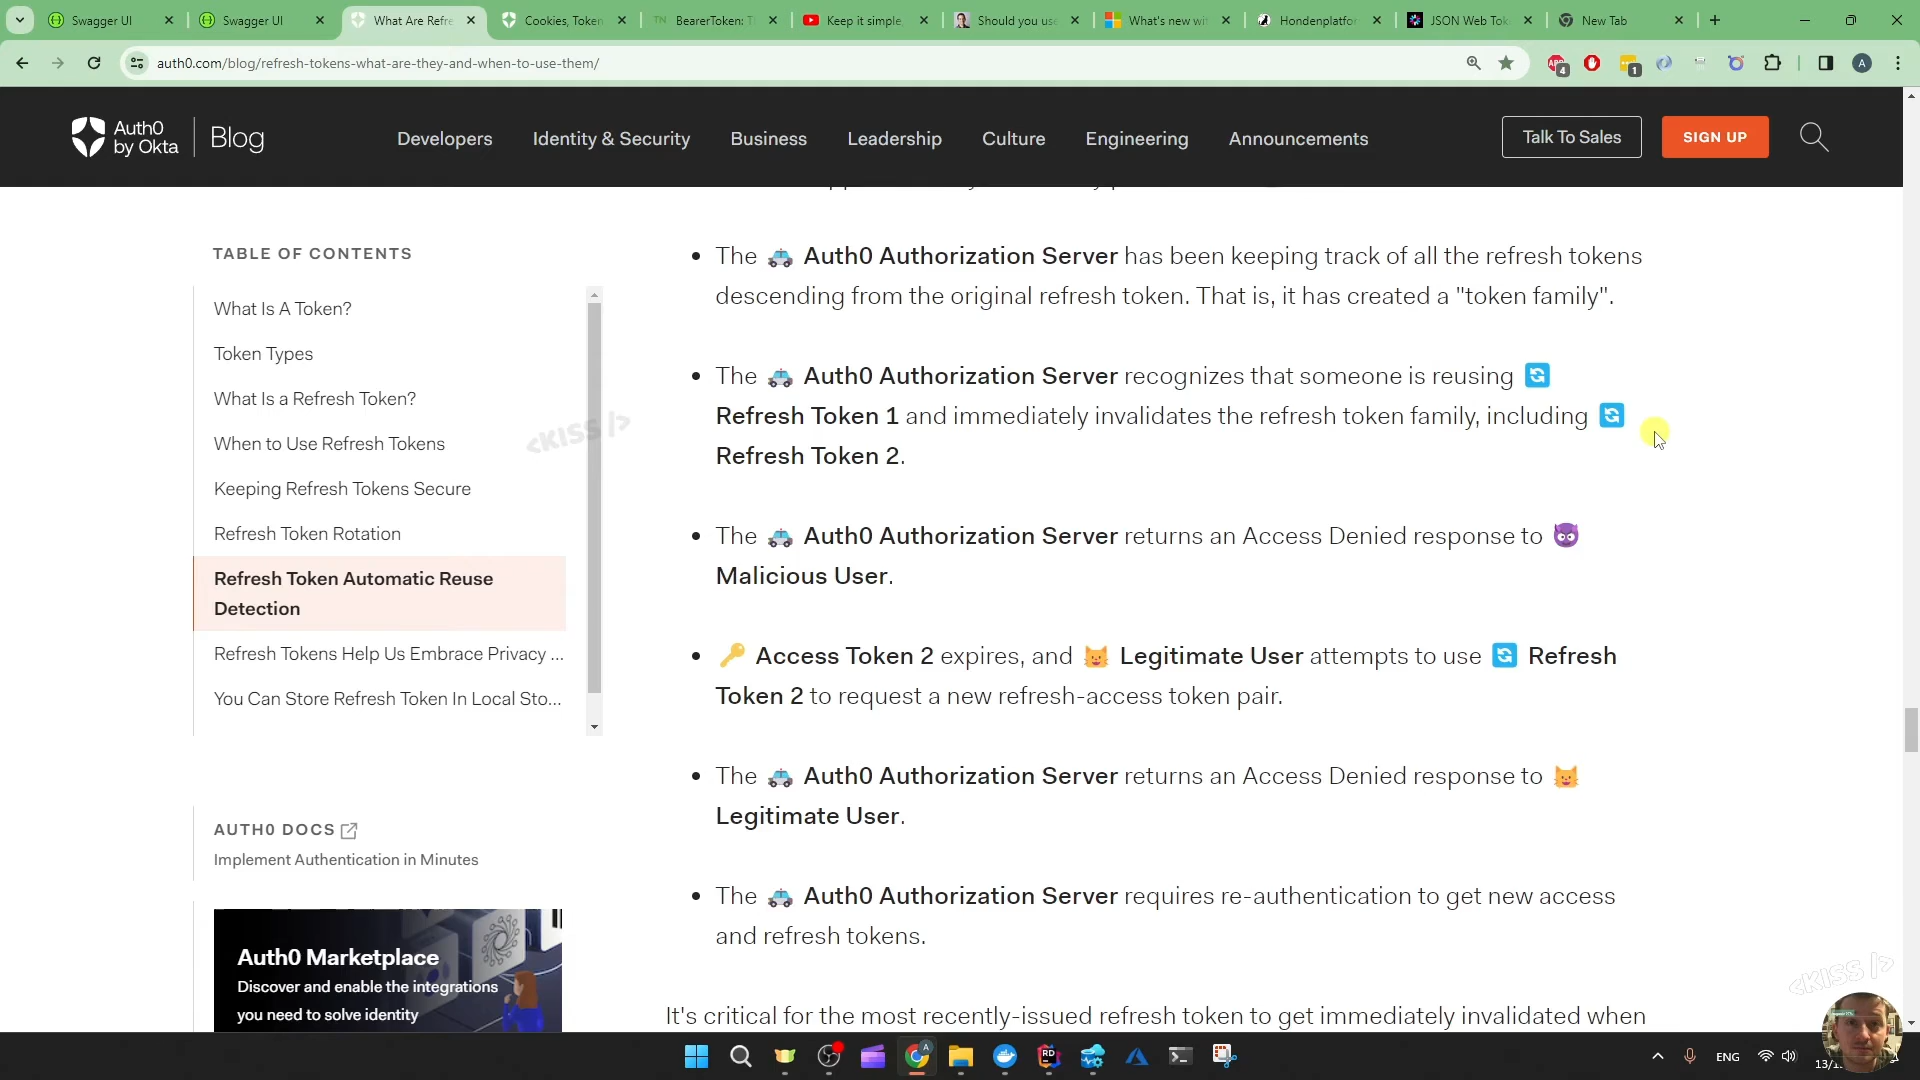 Swagger UI
Swagger UI
What Are Refre
Cookies, Token
BearerToken: T
Keep it simple,
Should you use
What's new wi
Hondenplatfor
JSON Web Tok
New Tab
auth0.com/blog/refresh-tokens-what-are-they-and-when-to-use-them/
4
1
A
Auth0
by Okta
Blog
Developers
Identity & Security
Business
Leadership
Culture
Engineering
Announcements
Talk To Sales
SIGN UP
TABLE OF CONTENTS
What Is A Token?
Token Types
What Is a Refresh Token?
When to Use Refresh Tokens
Keeping Refresh Tokens Secure
Refresh Token Rotation
Refresh Token Automatic Reuse
Detection
Refresh Tokens Help Us Embrace Privacy ...
You Can Store Refresh Token In Local Sto...
AUTH0 DOCS
Implement Authentication in Minutes
Auth0 Marketplace
Discover and enable the integrations
you need to solve identity
<KISS />
The 🚓 Auth0 Authorization Server has been keeping track of all the refresh tokens
descending from the original refresh token. That is, it has created a "token family".
The 🚓 Auth0 Authorization Server recognizes that someone is reusing 🔄
Refresh Token 1 and immediately invalidates the refresh token family, including 🔄
Refresh Token 2.
The 🚓 Auth0 Authorization Server returns an Access Denied response to 😈
Malicious User.
🔑 Access Token 2 expires, and 🐱 Legitimate User attempts to use 🔄 Refresh
Token 2 to request a new refresh-access token pair.
The 🚓 Auth0 Authorization Server returns an Access Denied response to 🐱
Legitimate User.
The 🚓 Auth0 Authorization Server requires re-authentication to get new access
and refresh tokens.
It's critical for the most recently-issued refresh token to get immediately invalidated when
<KISS />
RD
ENG